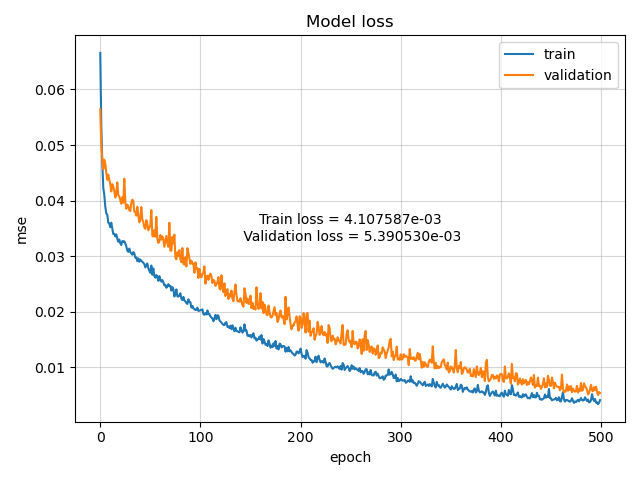 Model loss
train
validation
0.06
0.05
0.04
0.03
0.02
0.01
mse
Train loss = 4.107587e-03
Validation loss = 5.390530e-03
0 100 200 300 400 500
epoch